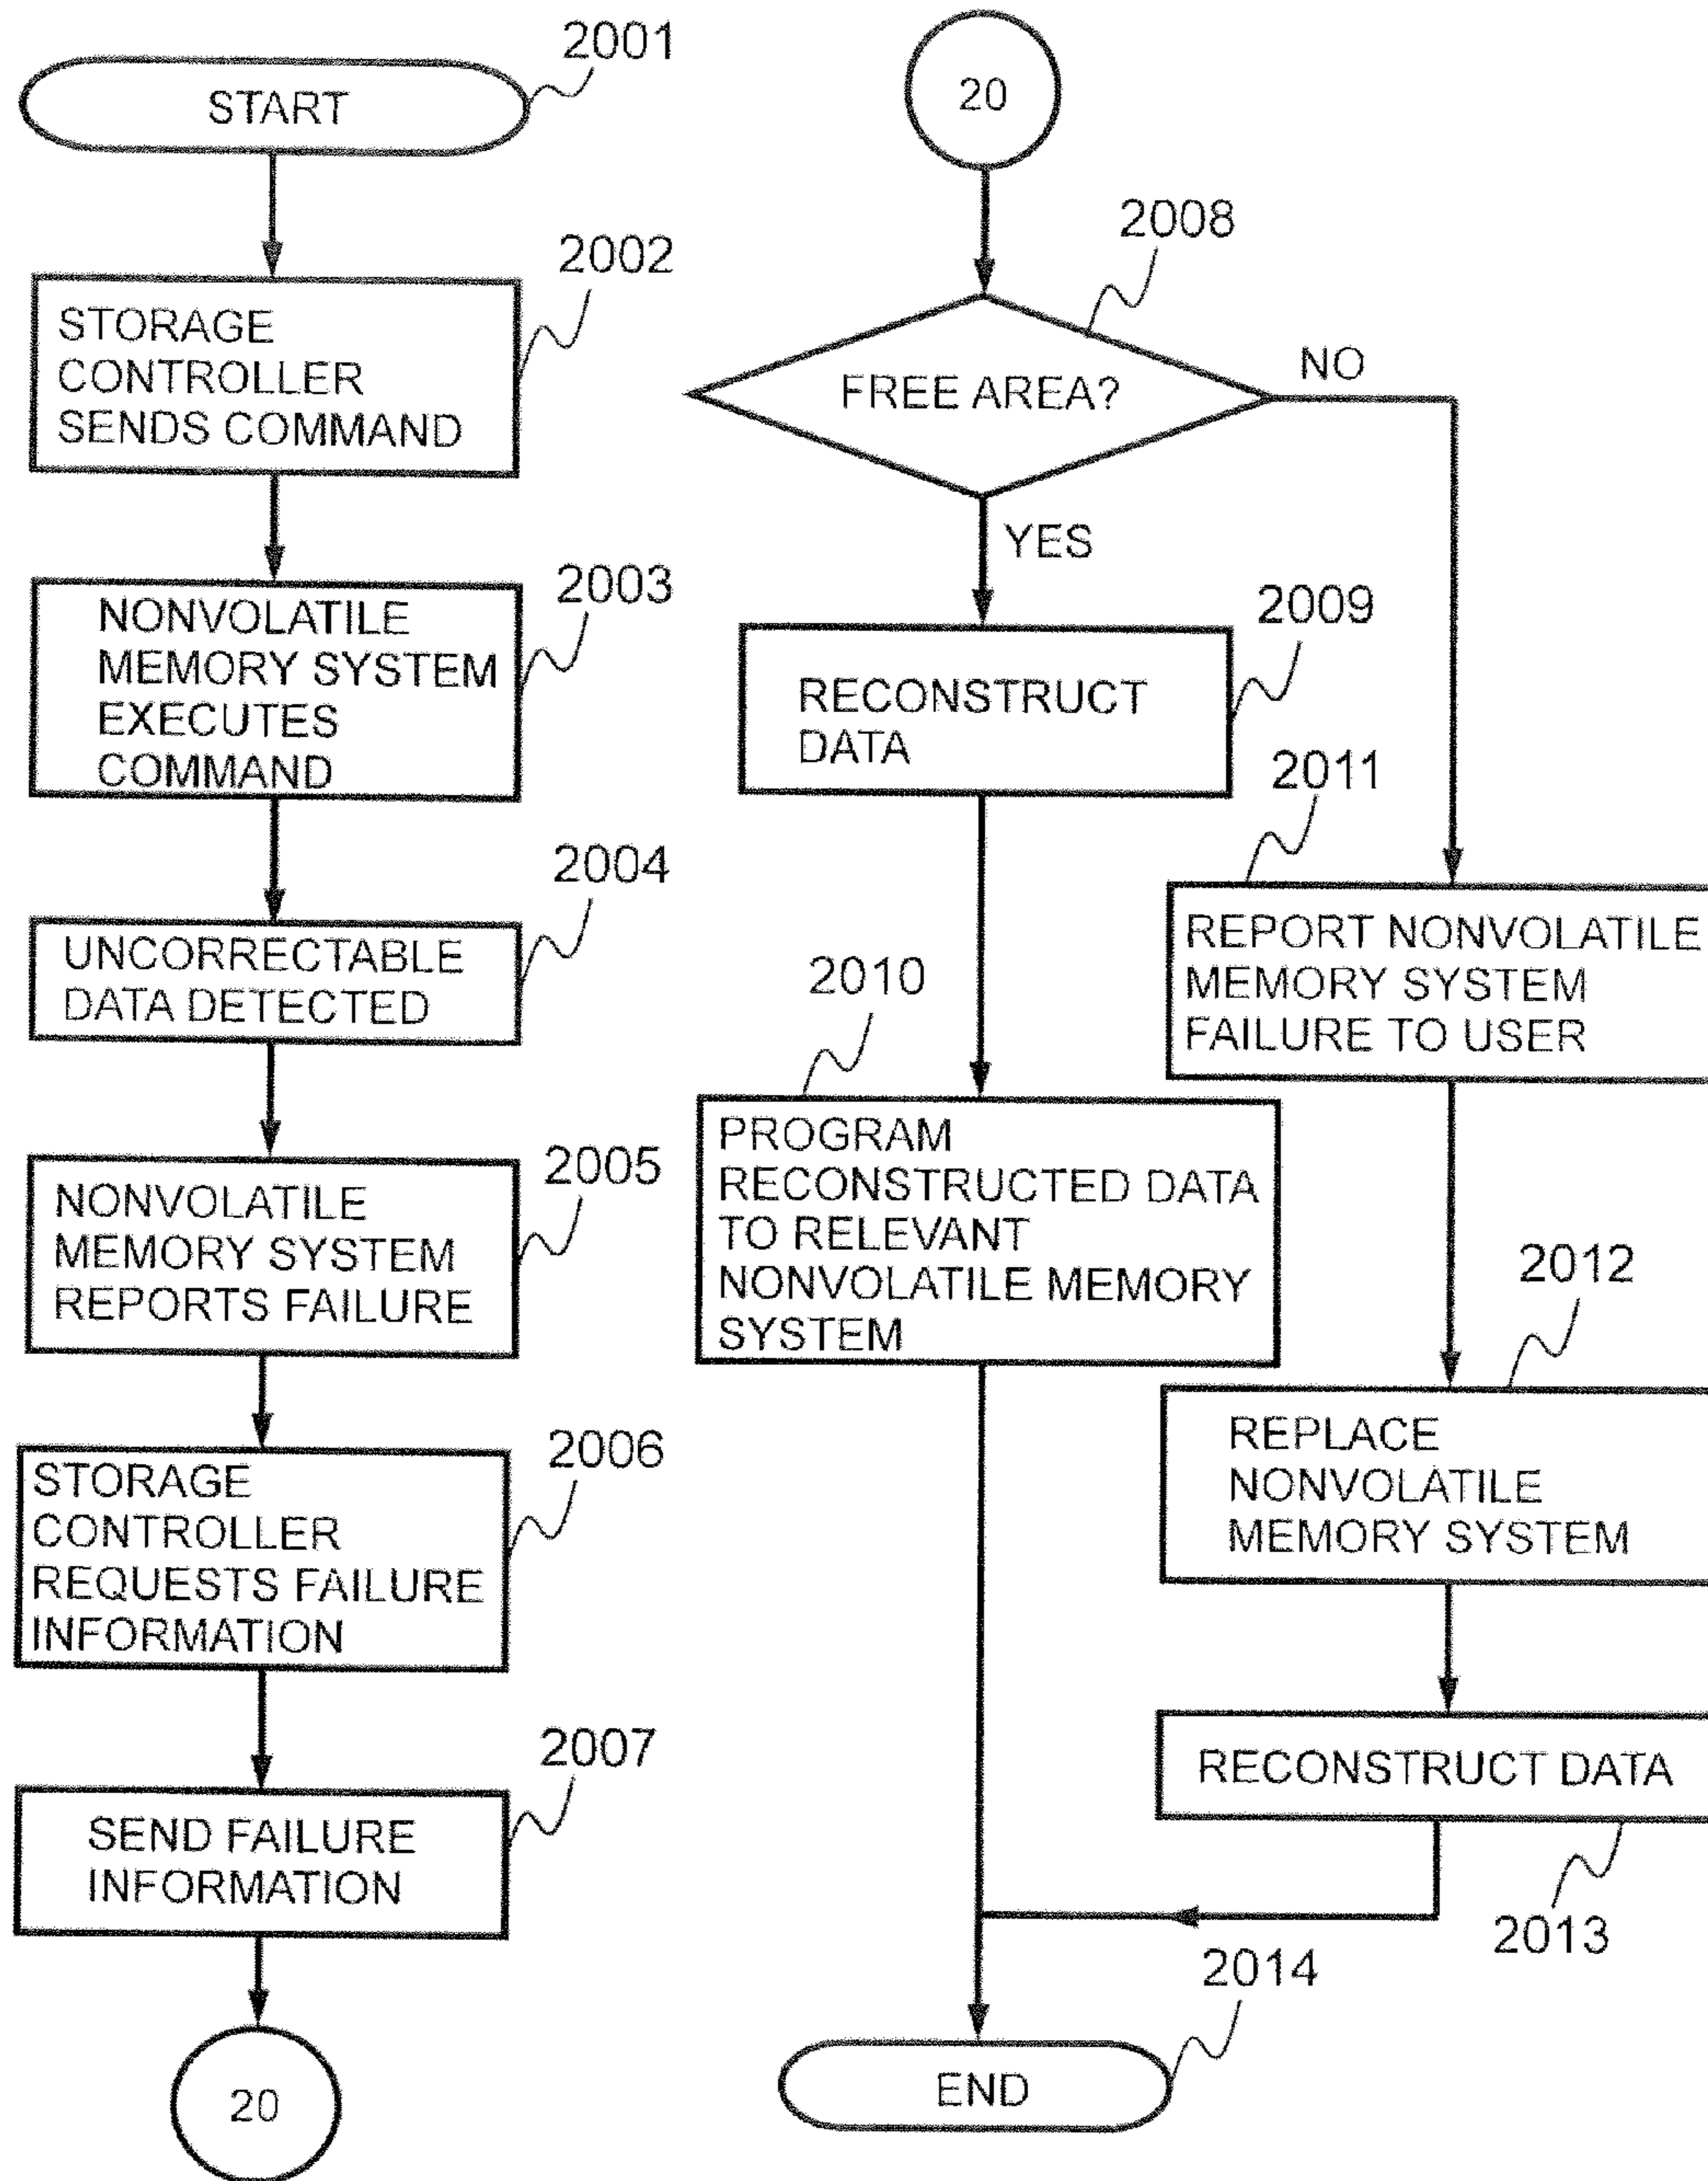 2001
START
2002
STORAGE
CONTROLLER
SENDS COMMAND
2003
NONVOLATILE
MEMORY SYSTEM
EXECUTES
COMMAND
2004
UNCORRECTABLE
DATA DETECTED
2005
NONVOLATILE
MEMORY SYSTEM
REPORTS FAILURE
2006
STORAGE
CONTROLLER
REQUESTS FAILURE
INFORMATION
2007
SEND FAILURE
INFORMATION
20
20
2008
FREE AREA?
NO
YES
2009
RECONSTRUCT
DATA
2010
PROGRAM
RECONSTRUCTED DATA
TO RELEVANT
NONVOLATILE MEMORY
SYSTEM
2011
REPORT NONVOLATILE
MEMORY SYSTEM
FAILURE TO USER
2012
REPLACE
NONVOLATILE
MEMORY SYSTEM
RECONSTRUCT DATA
2013
2014
END